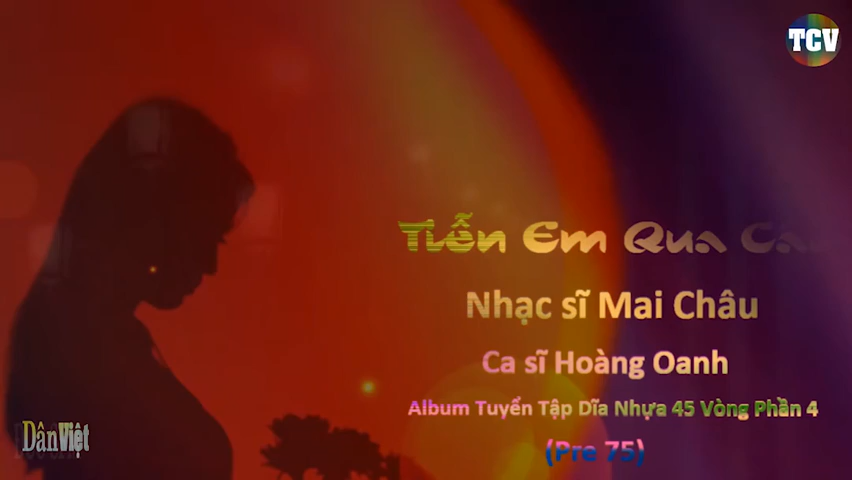 TCV
Tiễn Em Qua
Nhạc sĩ Mai Châu
Ca sĩ Hoàng Oanh
Album Tuyển Tập Dĩa Nhựa 45 Vòng Phần 4
(Pre 75)
DânViệt